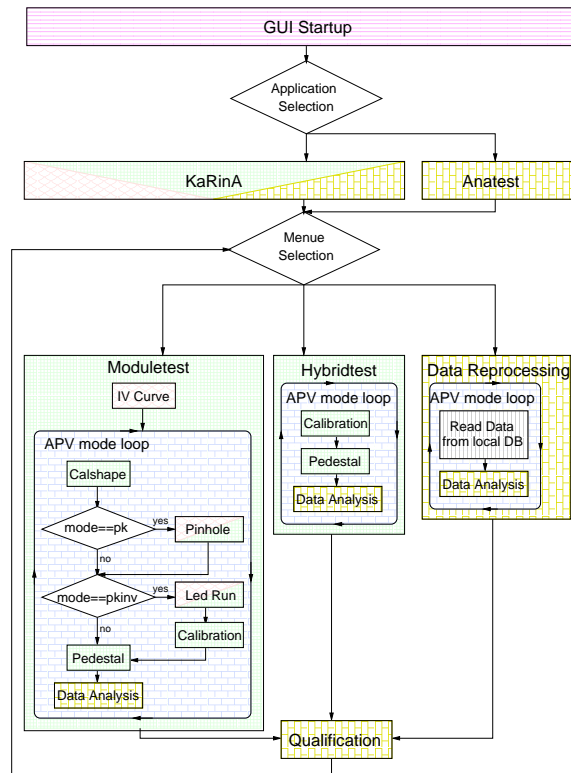 GUI Startup
Application
Selection
KaRinA
Anatest
Menue
Selection
Moduletest
IV Curve
APV mode loop
Calshape
mode==pk
yes
Pinhole
no
mode==pkinv
yes
Led Run
no
Calibration
Pedestal
Data Analysis
Hybridtest
APV mode loop
Calibration
Pedestal
Data Analysis
Data Reprocessing
APV mode loop
Read Data
from local DB
Data Analysis
Qualification